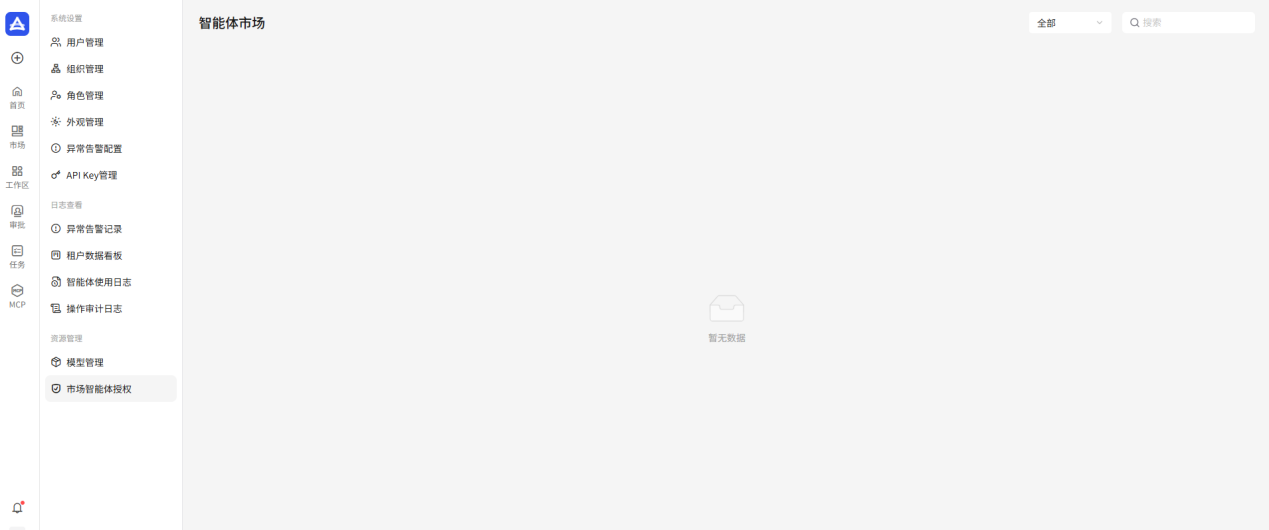 首页
市场
工作区
审批
任务
MCP
系统设置
用户管理
组织管理
角色管理
外观管理
异常告警配置
API Key管理
日志查看
异常告警记录
租户数据看板
智能体使用日志
操作审计日志
资源管理
模型管理
市场智能体授权
智能体市场
全部
搜索
暂无数据